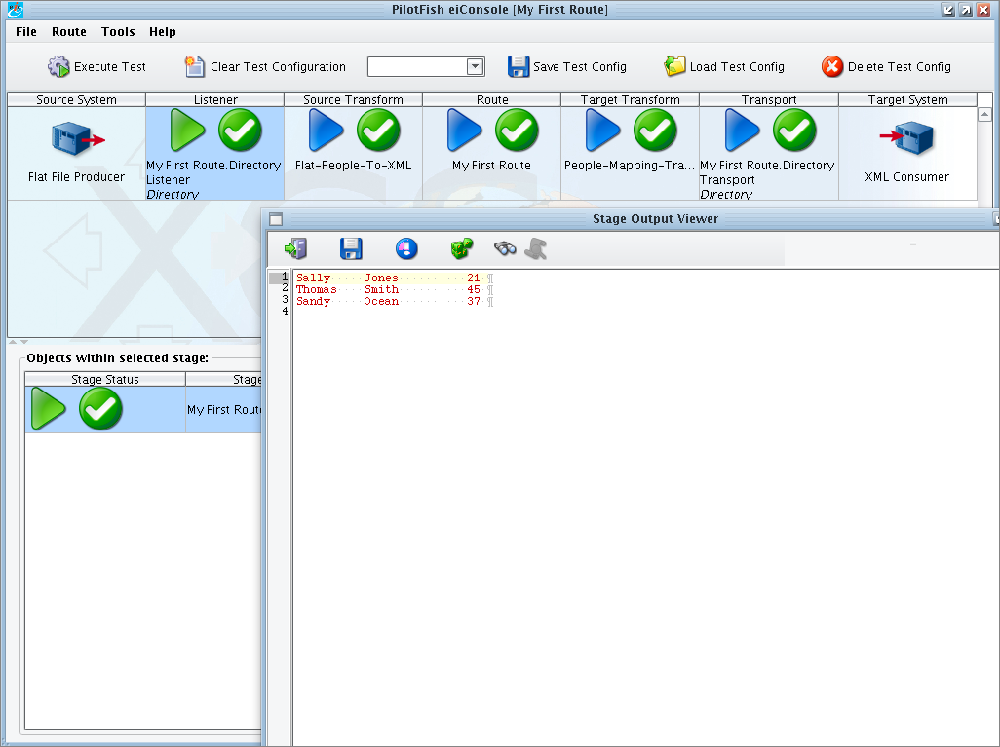 PilotFish eiConsole [My First Route]
File Route Tools Help
Execute Test Clear Test Configuration Save Test Config Load Test Config Delete Test Config
Source System Listener Source Transform Route Target Transform Transport Target System
Flat File Producer
My First Route.Directory Listener
Directory
Flat-People-To-XML
My First Route
People-Mapping-Tra...
My First Route.Directory Transport
Directory
XML Consumer
Stage Output Viewer
1 Sally Jones 21 ¶
2 Thomas Smith 45 ¶
3 Sandy Ocean 37 ¶
4
Objects within selected stage:
Stage Status Stage
My First Route